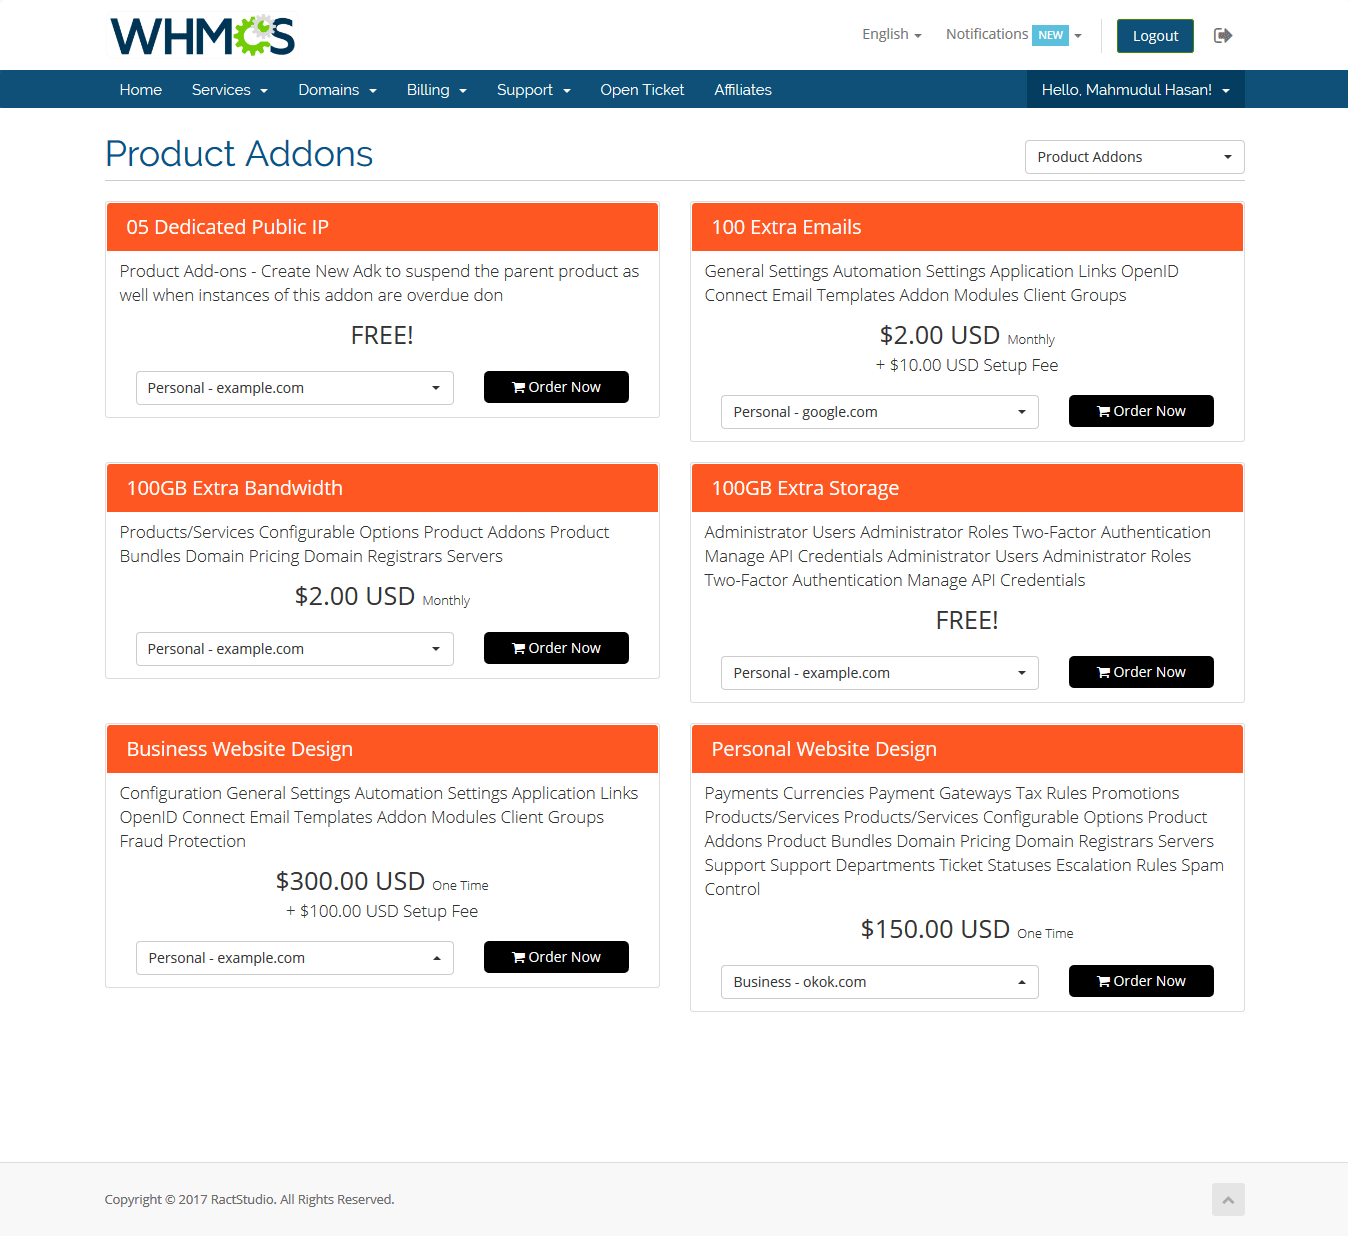 WHMCS
English
Notifications NEW
Logout
Home Services Domains Billing Support Open Ticket Affiliates
Hello, Mahmudul Hasan!
Product Addons
Product Addons
05 Dedicated Public IP
Product Add-ons - Create New Adk to suspend the parent product as
well when instances of this addon are overdue don
FREE!
Personal - example.com
Order Now
100 Extra Emails
General Settings Automation Settings Application Links OpenID
Connect Email Templates Addon Modules Client Groups
$2.00 USD Monthly
+ $10.00 USD Setup Fee
Personal - google.com
Order Now
100GB Extra Bandwidth
Products/Services Configurable Options Product Addons Product
Bundles Domain Pricing Domain Registrars Servers
$2.00 USD Monthly
Personal - example.com
Order Now
100GB Extra Storage
Administrator Users Administrator Roles Two-Factor Authentication
Manage API Credentials Administrator Users Administrator Roles
Two-Factor Authentication Manage API Credentials
FREE!
Personal - example.com
Order Now
Business Website Design
Configuration General Settings Automation Settings Application Links
OpenID Connect Email Templates Addon Modules Client Groups
Fraud Protection
$300.00 USD One Time
+ $100.00 USD Setup Fee
Personal - example.com
Order Now
Personal Website Design
Payments Currencies Payment Gateways Tax Rules Promotions
Products/Services Products/Services Configurable Options Product
Addons Product Bundles Domain Pricing Domain Registrars Servers
Support Support Departments Ticket Statuses Escalation Rules Spam
Control
$150.00 USD One Time
Business - okok.com
Order Now
Copyright © 2017 RactStudio. All Rights Reserved.